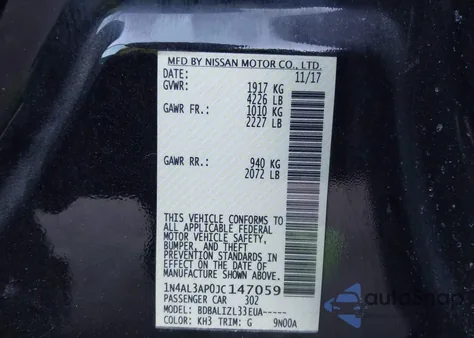 MFD BY NISSAN MOTOR CO., LTD.
DATE: 11/17
GVWR: 1917 KG
4226 LB
GAWR FR.: 1010 KG
2227 LB
GAWR RR.: 940 KG
2072 LB
THIS VEHICLE CONFORMS TO
ALL APPLICABLE FEDERAL
MOTOR VEHICLE SAFETY,
BUMPER, AND THEFT
PREVENTION STANDARDS IN
EFFECT ON THE DATE OF
MANUFACTURE SHOWN ABOVE.
1N4AL3AP0JC147059
PASSENGER CAR 302
MODEL: BDBALIZL33EUA-----
COLOR: KH3 TRIM: G 9N00A
autosnap